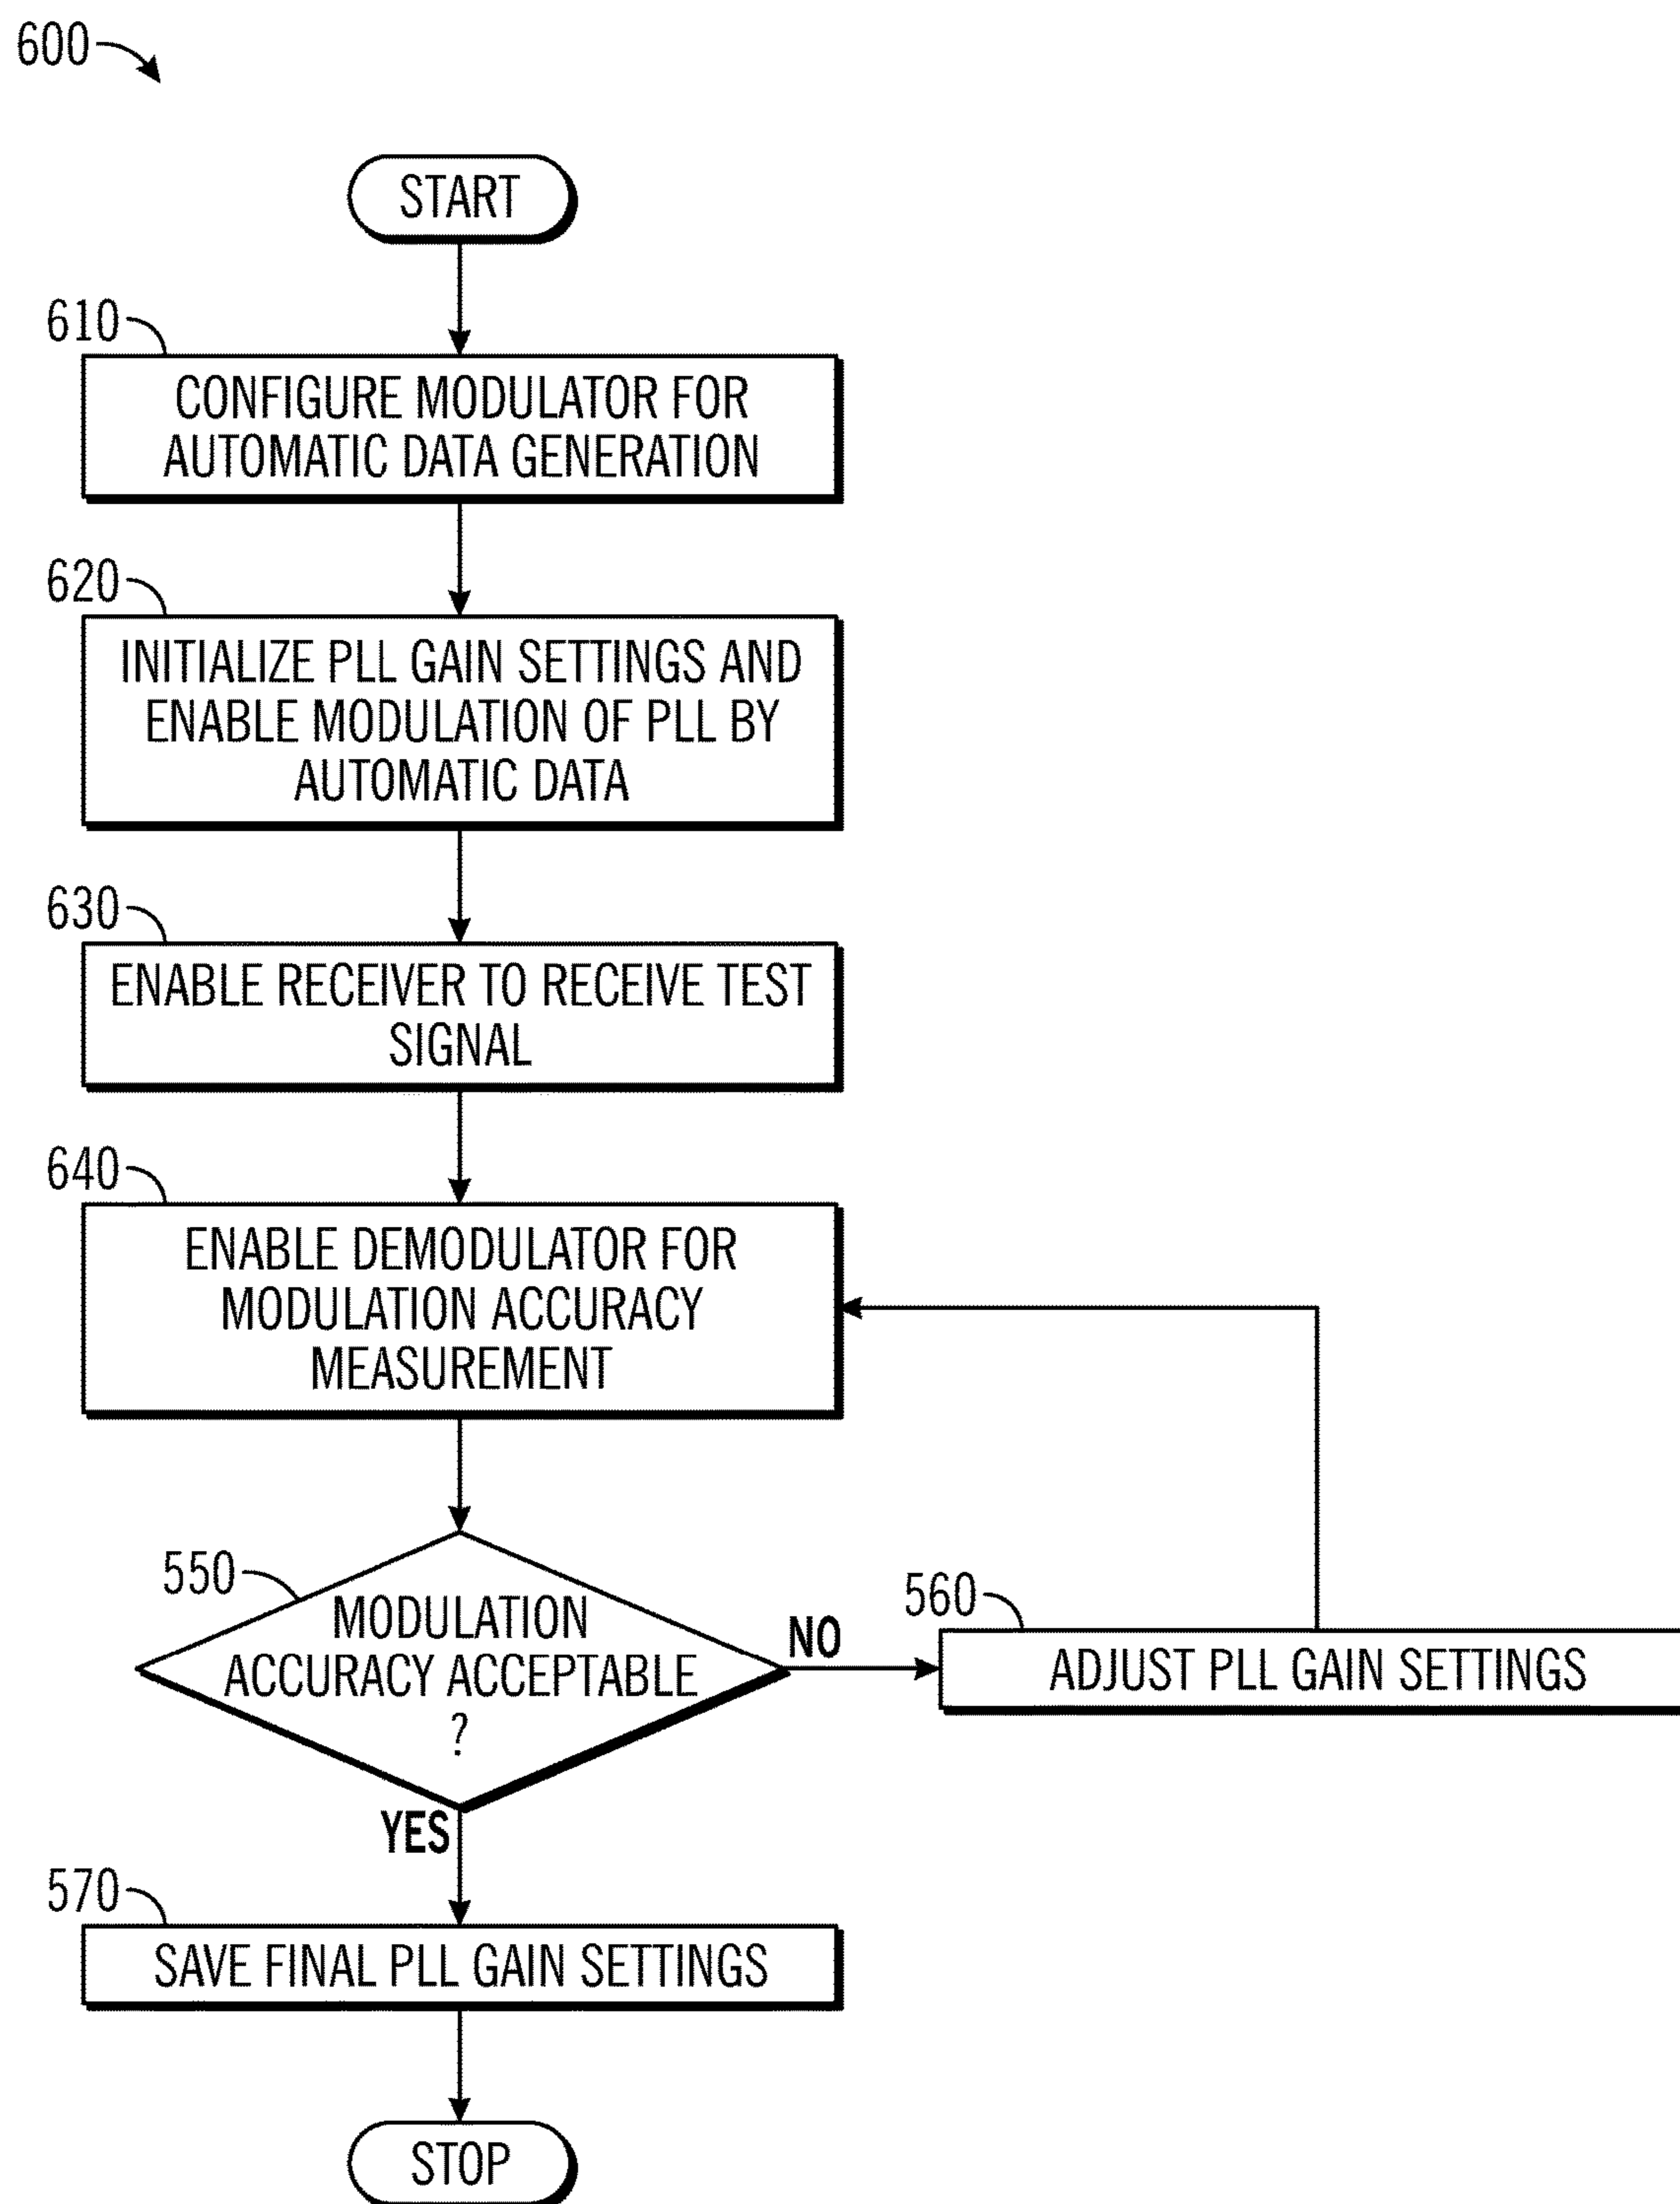 600
START
610
CONFIGURE MODULATOR FOR
AUTOMATIC DATA GENERATION
620
INITIALIZE PLL GAIN SETTINGS AND
ENABLE MODULATION OF PLL BY
AUTOMATIC DATA
630
ENABLE RECEIVER TO RECEIVE TEST
SIGNAL
640
ENABLE DEMODULATOR FOR
MODULATION ACCURACY
MEASUREMENT
550
MODULATION
ACCURACY ACCEPTABLE
?
NO
560
ADJUST PLL GAIN SETTINGS
YES
570
SAVE FINAL PLL GAIN SETTINGS
STOP